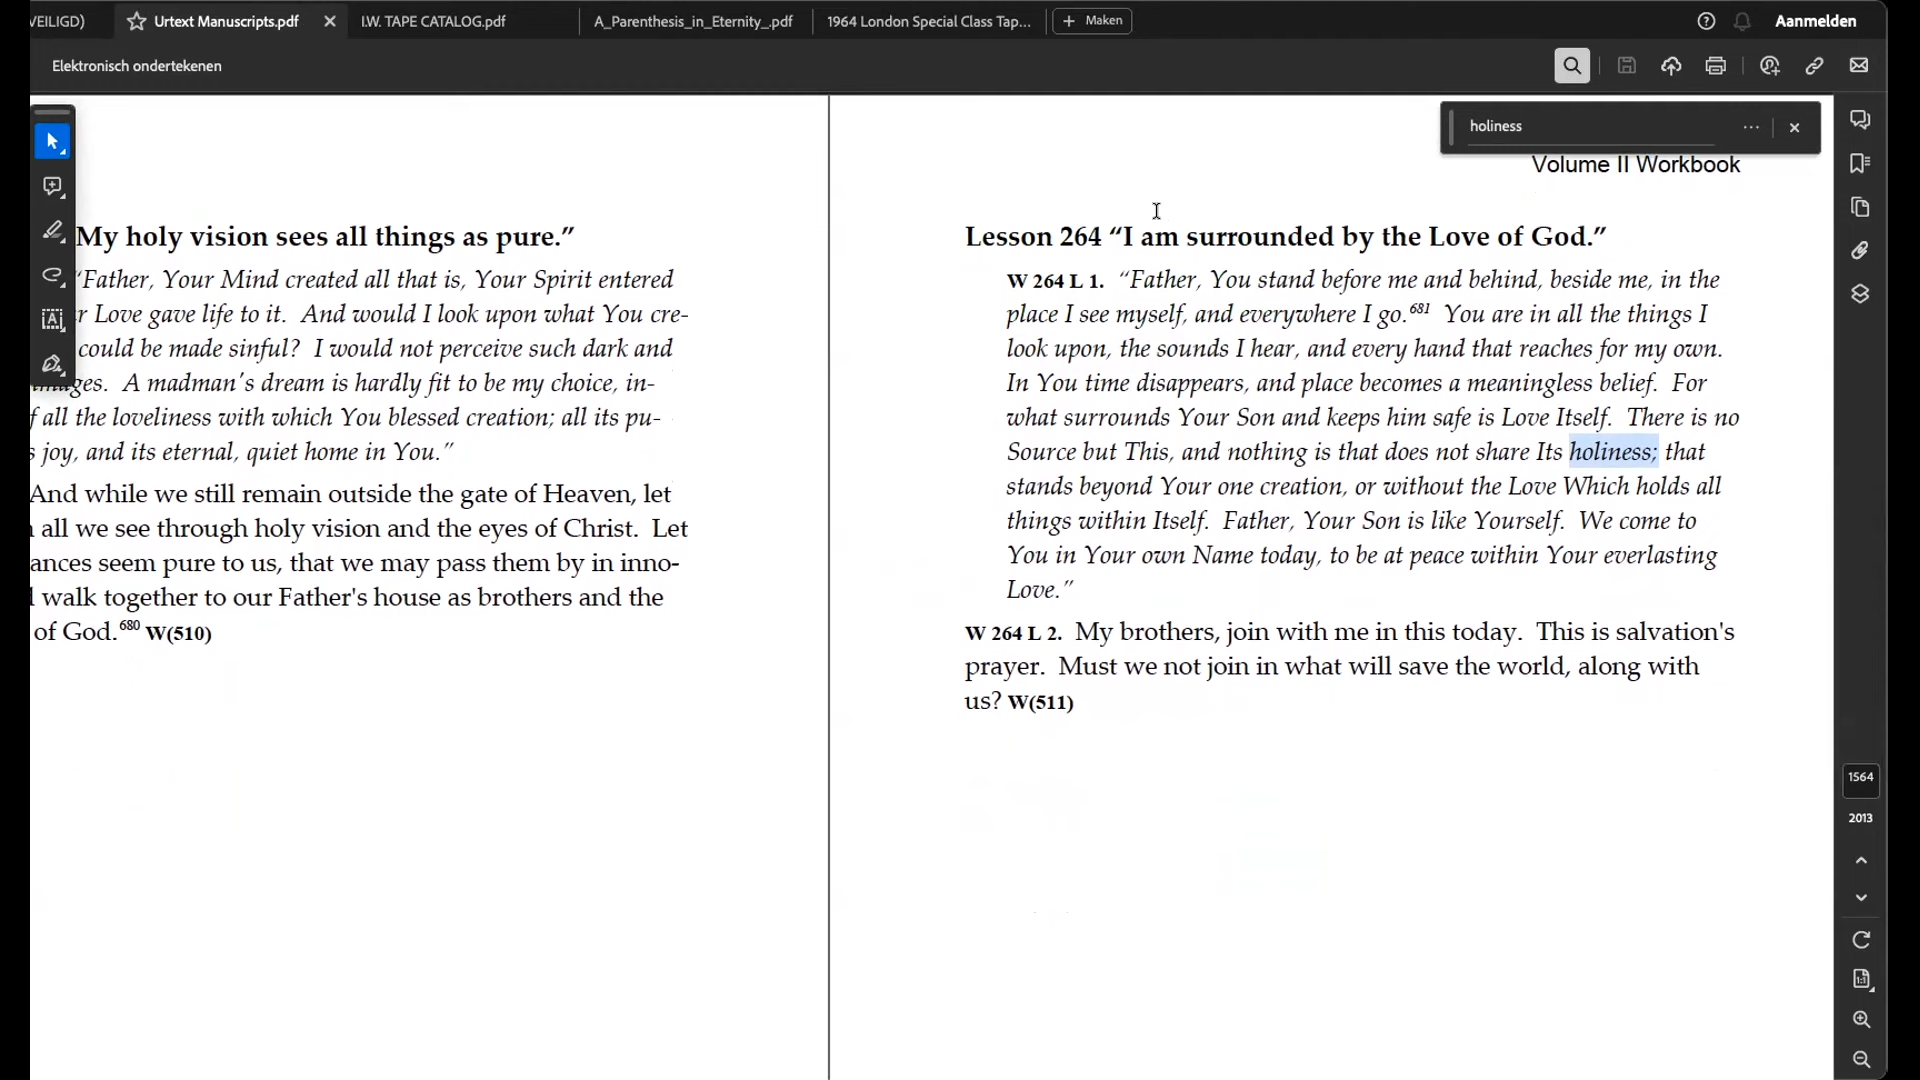 VEILIGD)
Urtext Manuscripts.pdf
I.W. TAPE CATALOG.pdf
A_Parenthesis_in_Eternity_.pdf
1964 London Special Class Tap...
+ Maken
Aanmelden
Elektronisch ondertekenen
holiness
My holy vision sees all things as pure.”
“Father, Your Mind created all that is, Your Spirit entered
r Love gave life to it. And would I look upon what You cre-
could be made sinful? I would not perceive such dark and
images. A madman's dream is hardly fit to be my choice, in-
f all the loveliness with which You blessed creation; all its pu-
s joy, and its eternal, quiet home in You.”
And while we still remain outside the gate of Heaven, let
all we see through holy vision and the eyes of Christ. Let
ances seem pure to us, that we may pass them by in inno-
walk together to our Father's house as brothers and the
of God.680 W(510)
Volume II Workbook
Lesson 264 “I am surrounded by the Love of God.”
W 264 L 1. “Father, You stand before me and behind, beside me, in the
place I see myself, and everywhere I go.681 You are in all the things I
look upon, the sounds I hear, and every hand that reaches for my own.
In You time disappears, and place becomes a meaningless belief. For
what surrounds Your Son and keeps him safe is Love Itself. There is no
Source but This, and nothing is that does not share Its holiness; that
stands beyond Your one creation, or without the Love Which holds all
things within Itself. Father, Your Son is like Yourself. We come to
You in Your own Name today, to be at peace within Your everlasting
Love.”
W 264 L 2. My brothers, join with me in this today. This is salvation's
prayer. Must we not join in what will save the world, along with
us? W(511)
1564
2013